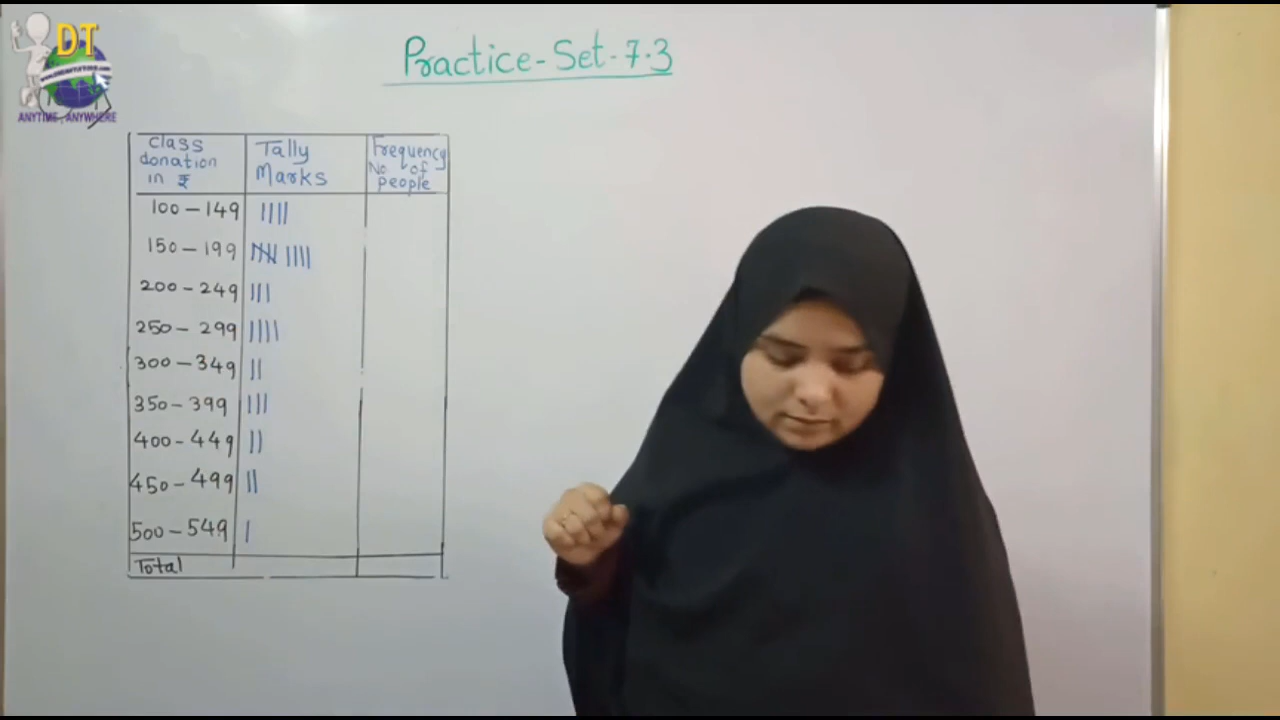 DT
ANYTIME, ANYWHERE
Practice-Set-7.3
Class donation in ₹ Tally Marks Frequency No. of people
100-149 ||||
150-199 𝍸 ||||
200-249 |||
250-299 ||||
300-349 ||
350-399 |||
400-449 ||
450-499 ||
500-549 |
Total